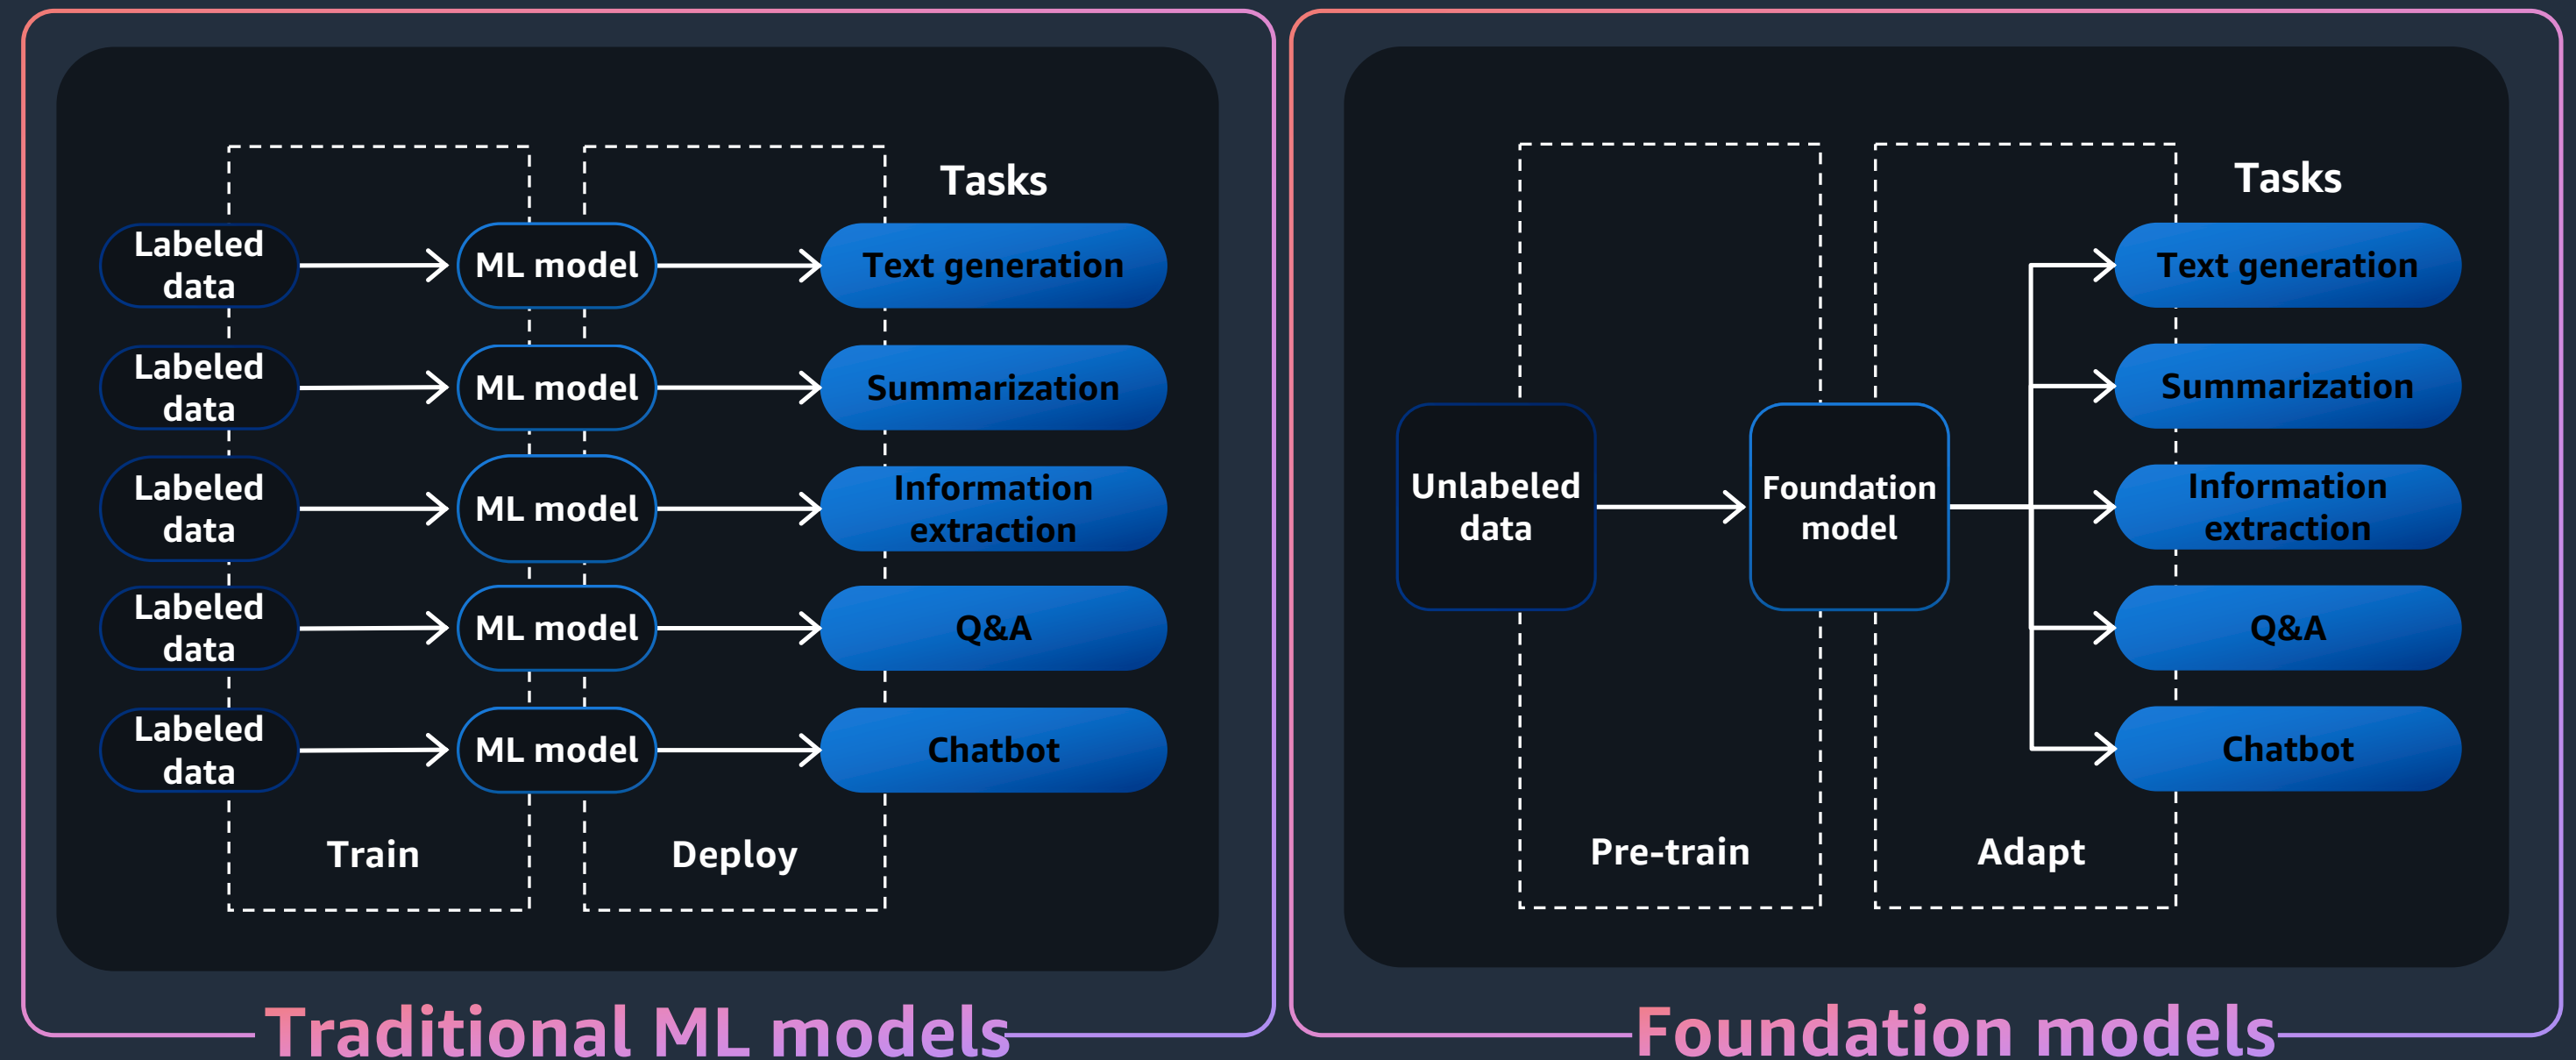 Tasks
Labeled
data
ML model
Text generation
Labeled
data
ML model
Summarization
Labeled
data
ML model
Information
extraction
Labeled
data
ML model
Q&A
Labeled
data
ML model
Chatbot
Train
Deploy
Traditional ML models
Tasks
Unlabeled
data
Foundation
model
Text generation
Summarization
Information
extraction
Q&A
Chatbot
Pre-train
Adapt
Foundation models